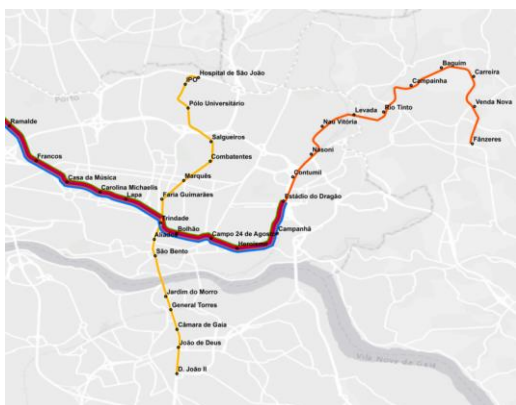 Hospital de São João
IPO
Pólo Universitário
Salgueiros
Combatentes
Marquês
Faria Guimarães
Trindade
Aliados
Bolhão
São Bento
Jardim do Morro
General Torres
Câmara de Gaia
João de Deus
D. João II
Ramalde
Francos
Casa da Música
Carolina Michaelis
Lapa
Campo 24 de Agosto
Heroísmo
Campanhã
Estádio do Dragão
Contumil
Nasoni
Nau Vitória
Levada
Rio Tinto
Campainha
Baguim
Carreira
Venda Nova
Fânzeres
Porto
Vila Nova de Gaia